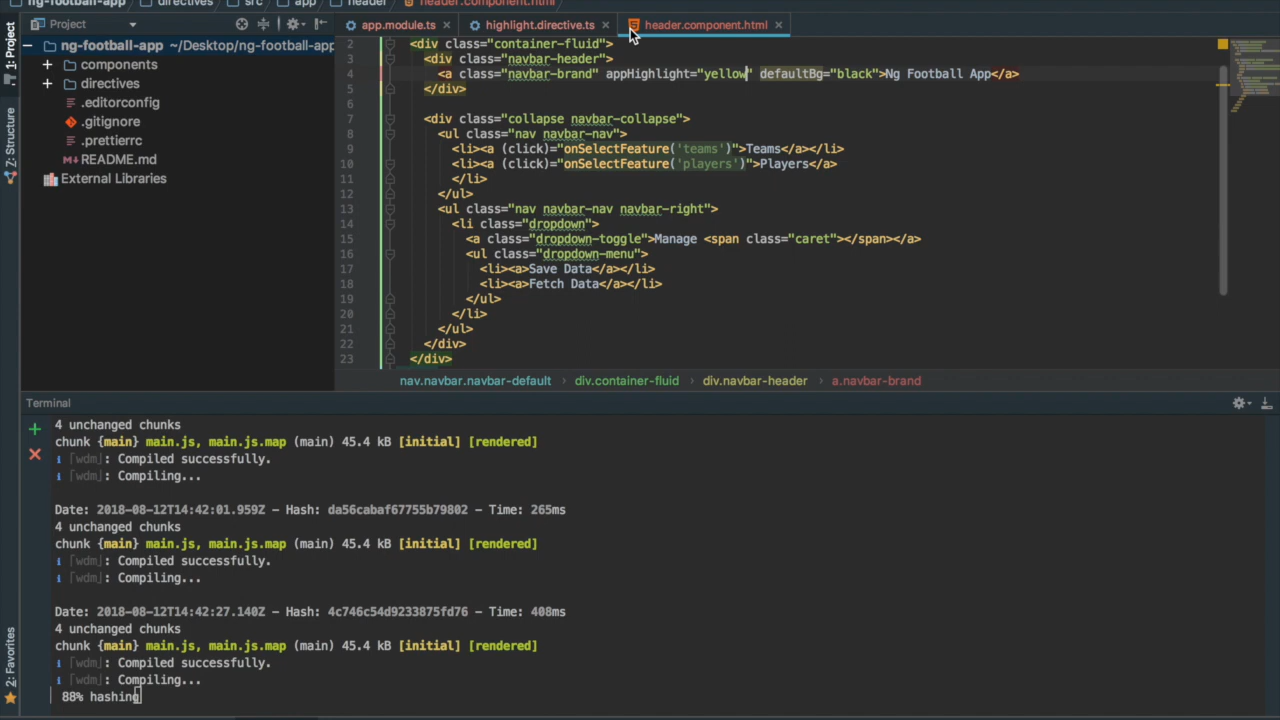 ng-football-app directives src app header header.component.html
1: Project
Project
app.module.ts highlight.directive.ts header.component.html
ng-football-app ~/Desktop/ng-football-app
components
directives
.editorconfig
.gitignore
.prettierrc
README.md
External Libraries
Z: Structure
2 <div class="container-fluid">
3 <div class="navbar-header">
4 <a class="navbar-brand" appHighlight="yellow" defaultBg="black">Ng Football App</a>
5 </div>
6
7 <div class="collapse navbar-collapse">
8 <ul class="nav navbar-nav">
9 <li><a (click)="onSelectFeature('teams')">Teams</a></li>
10 <li><a (click)="onSelectFeature('players')">Players</a>
11 </li>
12 </ul>
13 <ul class="nav navbar-nav navbar-right">
14 <li class="dropdown">
15 <a class="dropdown-toggle">Manage <span class="caret"></span></a>
16 <ul class="dropdown-menu">
17 <li><a>Save Data</a></li>
18 <li><a>Fetch Data</a></li>
19 </ul>
20 </li>
21 </ul>
22 </div>
23 </div>
nav.navbar.navbar-default › div.container-fluid › div.navbar-header › a.navbar-brand
Terminal
4 unchanged chunks
chunk {main} main.js, main.js.map (main) 45.4 kB [initial] [rendered]
ℹ ｢wdm｣: Compiled successfully.
ℹ ｢wdm｣: Compiling...
Date: 2018-08-12T14:42:01.959Z - Hash: da56cabaf67755b79802 - Time: 265ms
4 unchanged chunks
chunk {main} main.js, main.js.map (main) 45.4 kB [initial] [rendered]
ℹ ｢wdm｣: Compiled successfully.
ℹ ｢wdm｣: Compiling...
Date: 2018-08-12T14:42:27.140Z - Hash: 4c746c54d9233875fd76 - Time: 408ms
4 unchanged chunks
chunk {main} main.js, main.js.map (main) 45.4 kB [initial] [rendered]
ℹ ｢wdm｣: Compiled successfully.
ℹ ｢wdm｣: Compiling...
88% hashing
2: Favorites